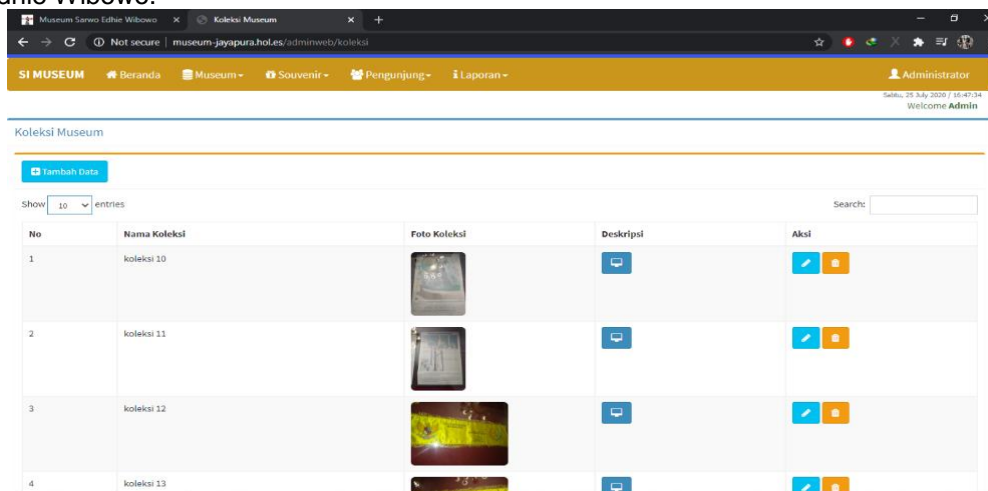 Wibowo.
Museum Sarwo Edhie Wibowo
Koleksi Museum
Not secure | museum-jayapura.hol.es/adminweb/koleksi
SI MUSEUM Beranda Museum Souvenir Pengunjung Laporan Administrator
Sabtu, 25 July 2020 / 16:47:34
Welcome Admin
Koleksi Museum
Tambah Data
Show 10 entries Search:
No Nama Koleksi Foto Koleksi Deskripsi Aksi
1 koleksi 10
2 koleksi 11
3 koleksi 12
4 koleksi 13